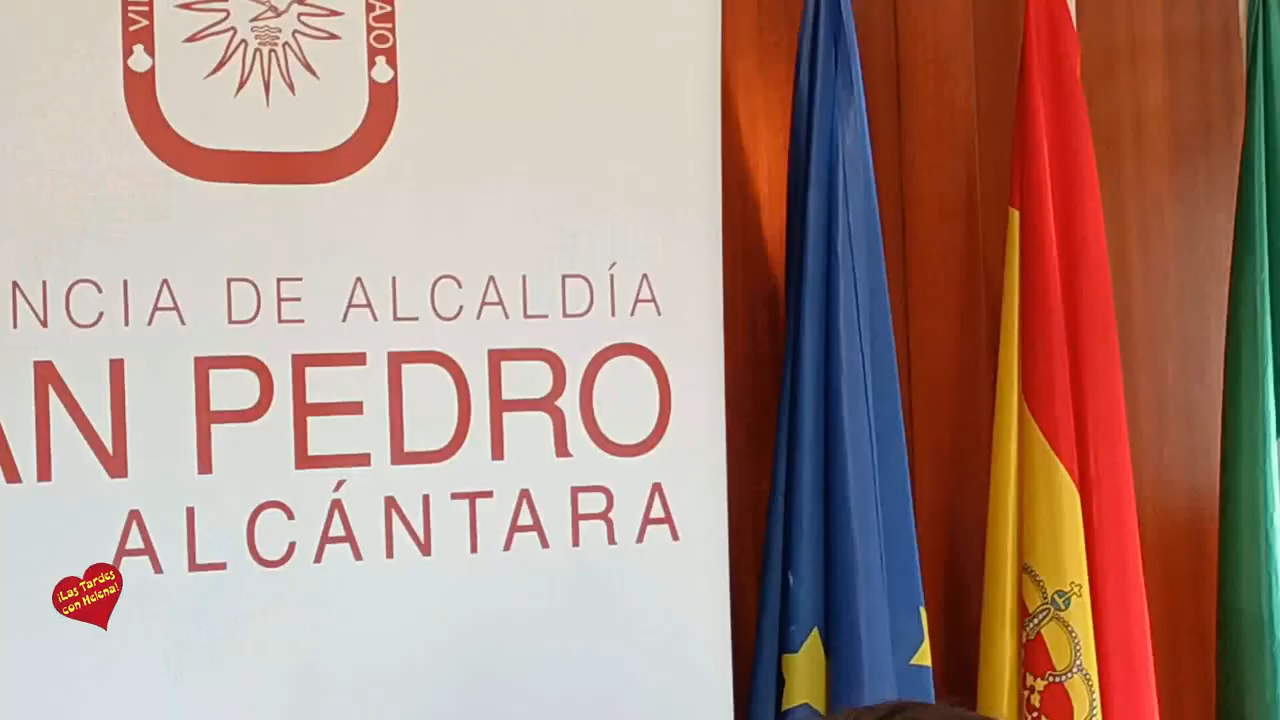 NCIA DE ALCALDÍA
AN PEDRO
ALCÁNTARA
¡Las Tardes
con Helena!